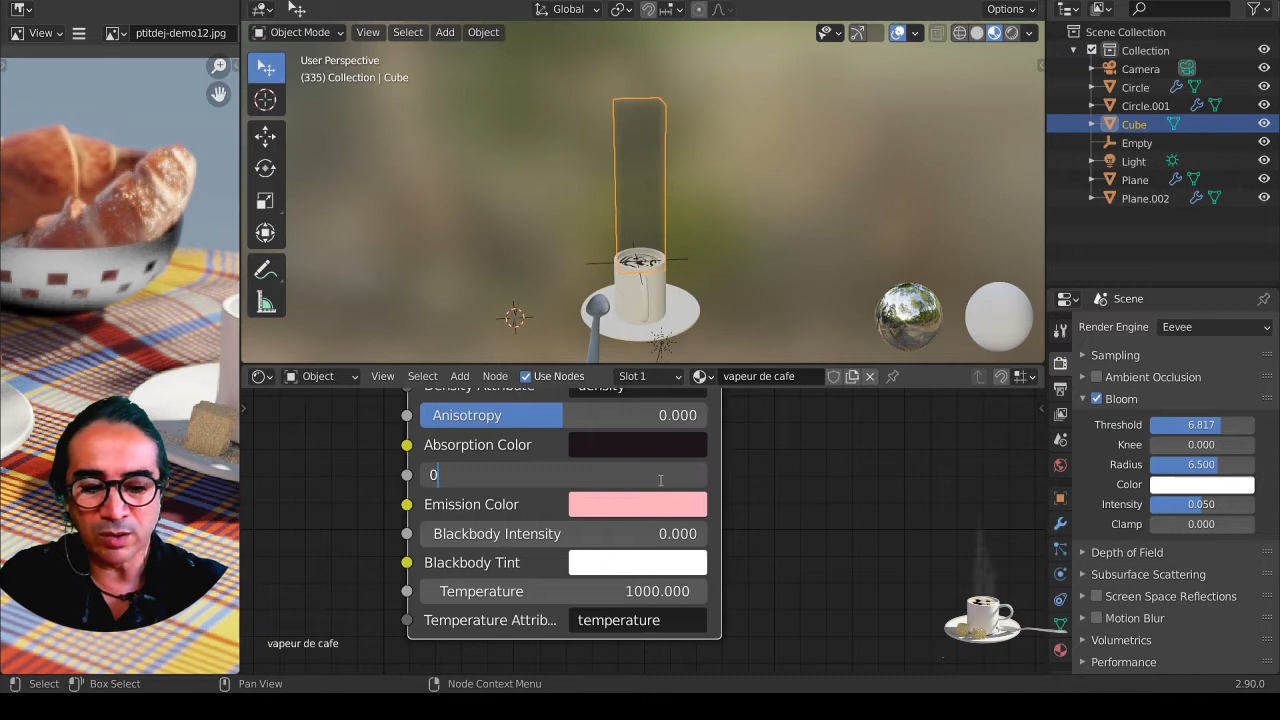 View
ptitdej-demo12.jpg
Global
Options
Object Mode
View
Select
Add
Object
User Perspective
(335) Collection | Cube
Scene Collection
Collection
Camera
Circle
Circle.001
Cube
Empty
Light
Plane
Plane.002
Scene
Render Engine
Eevee
Sampling
Ambient Occlusion
Bloom
Threshold 6.817
Knee 0.000
Radius 6.500
Color
Intensity 0.050
Clamp 0.000
Depth of Field
Subsurface Scattering
Screen Space Reflections
Motion Blur
Volumetrics
Performance
Object
View
Select
Add
Node
Use Nodes
Slot 1
vapeur de cafe
Density Attribute density
Anisotropy 0.000
Absorption Color
0
Emission Color
Blackbody Intensity 0.000
Blackbody Tint
Temperature 1000.000
Temperature Attrib... temperature
vapeur de cafe
Select
Box Select
Pan View
Node Context Menu
2.90.0